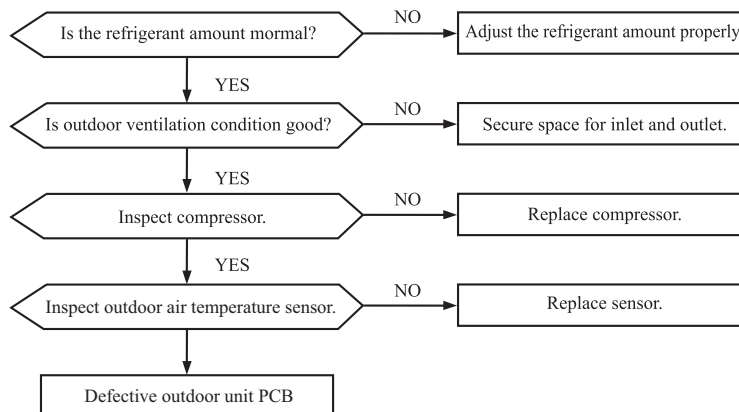 Is the refrigerant amount mormal?
NO
Adjust the refrigerant amount properly
YES
Is outdoor ventilation condition good?
NO
Secure space for inlet and outlet.
YES
Inspect compressor.
NO
Replace compressor.
YES
Inspect outdoor air temperature sensor.
NO
Replace sensor.
Defective outdoor unit PCB